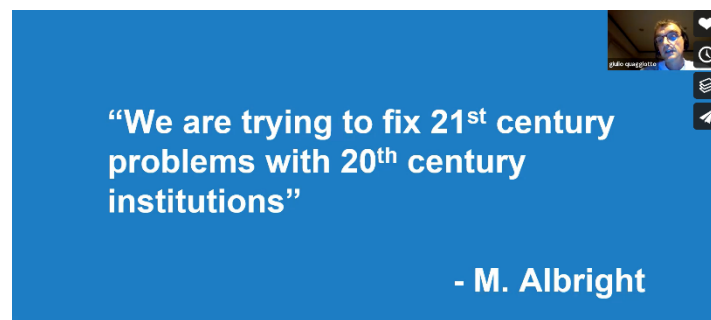 giulio quaggiotto
“We are trying to fix 21st century
problems with 20th century
institutions”
- M. Albright